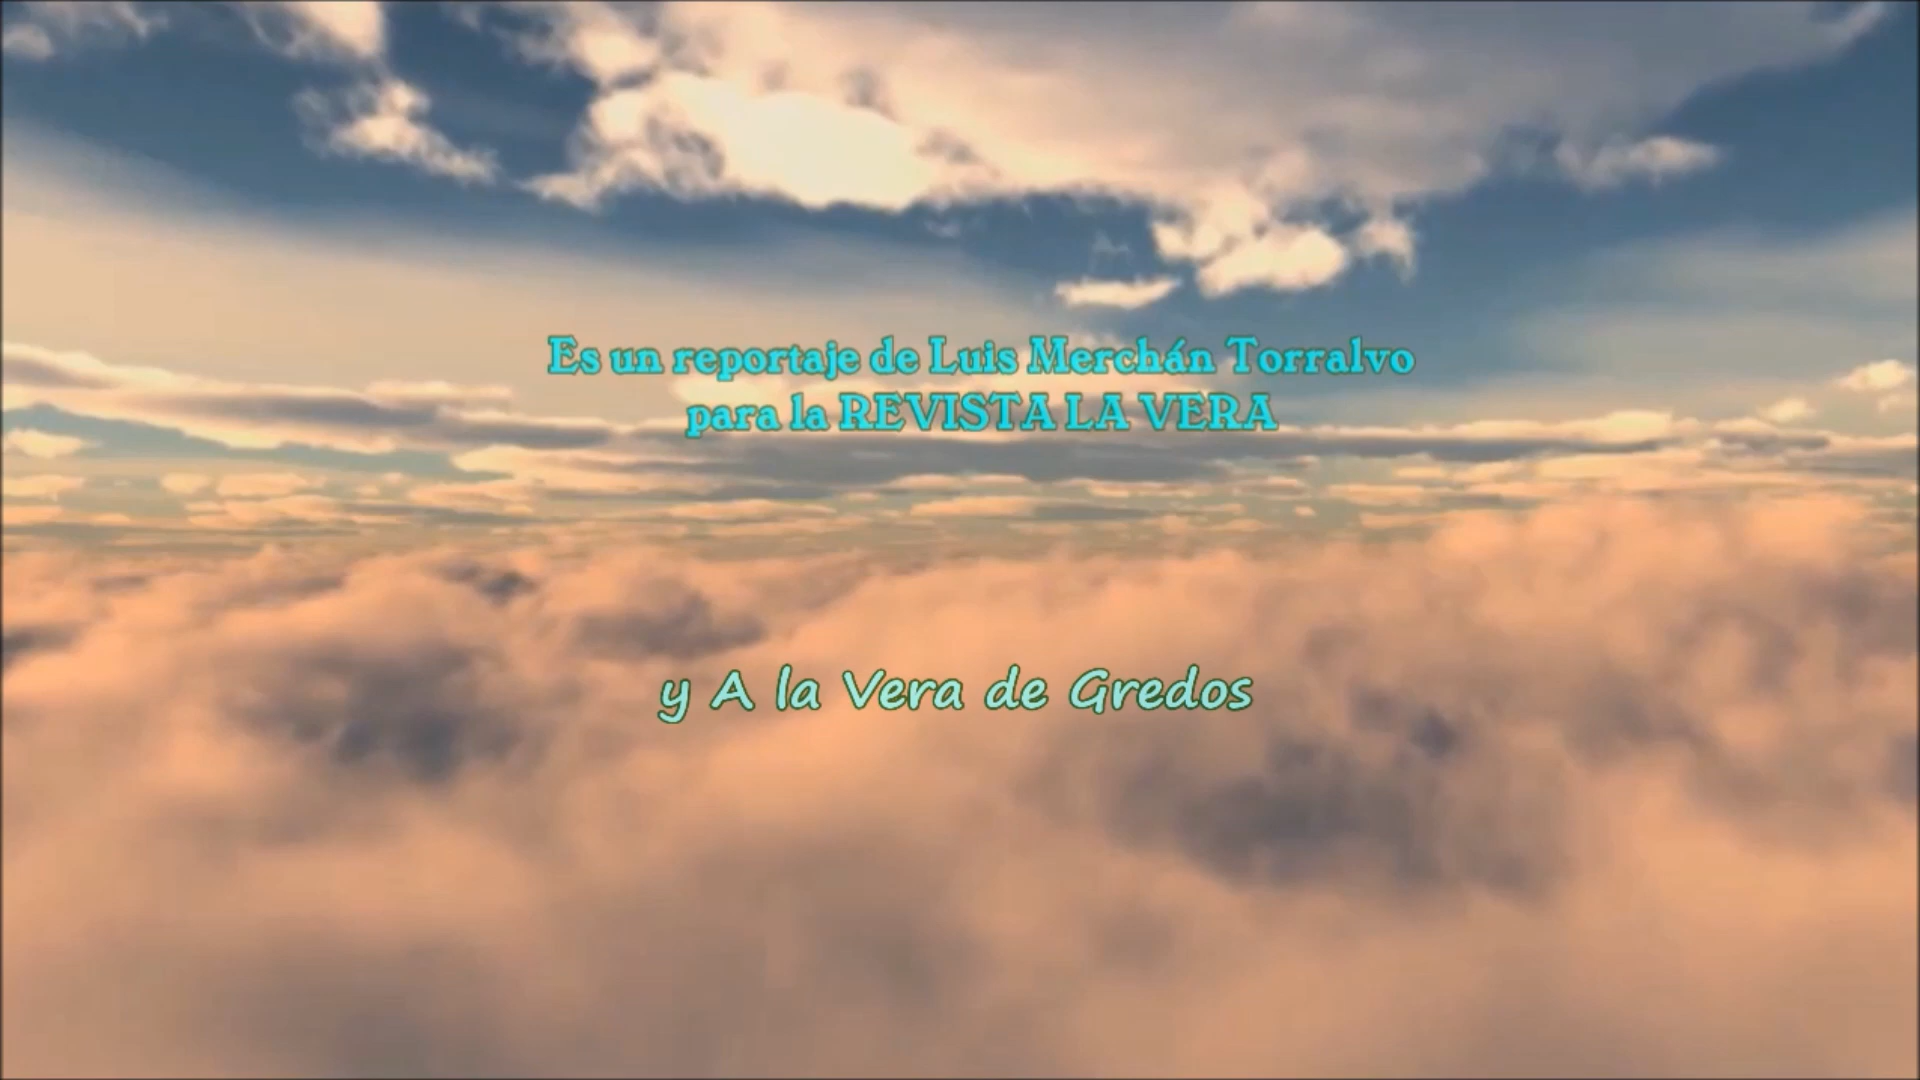 Es un reportaje de Luis Merchán Torralvo
para la REVISTA LA VERA
y A la Vera de Gredos